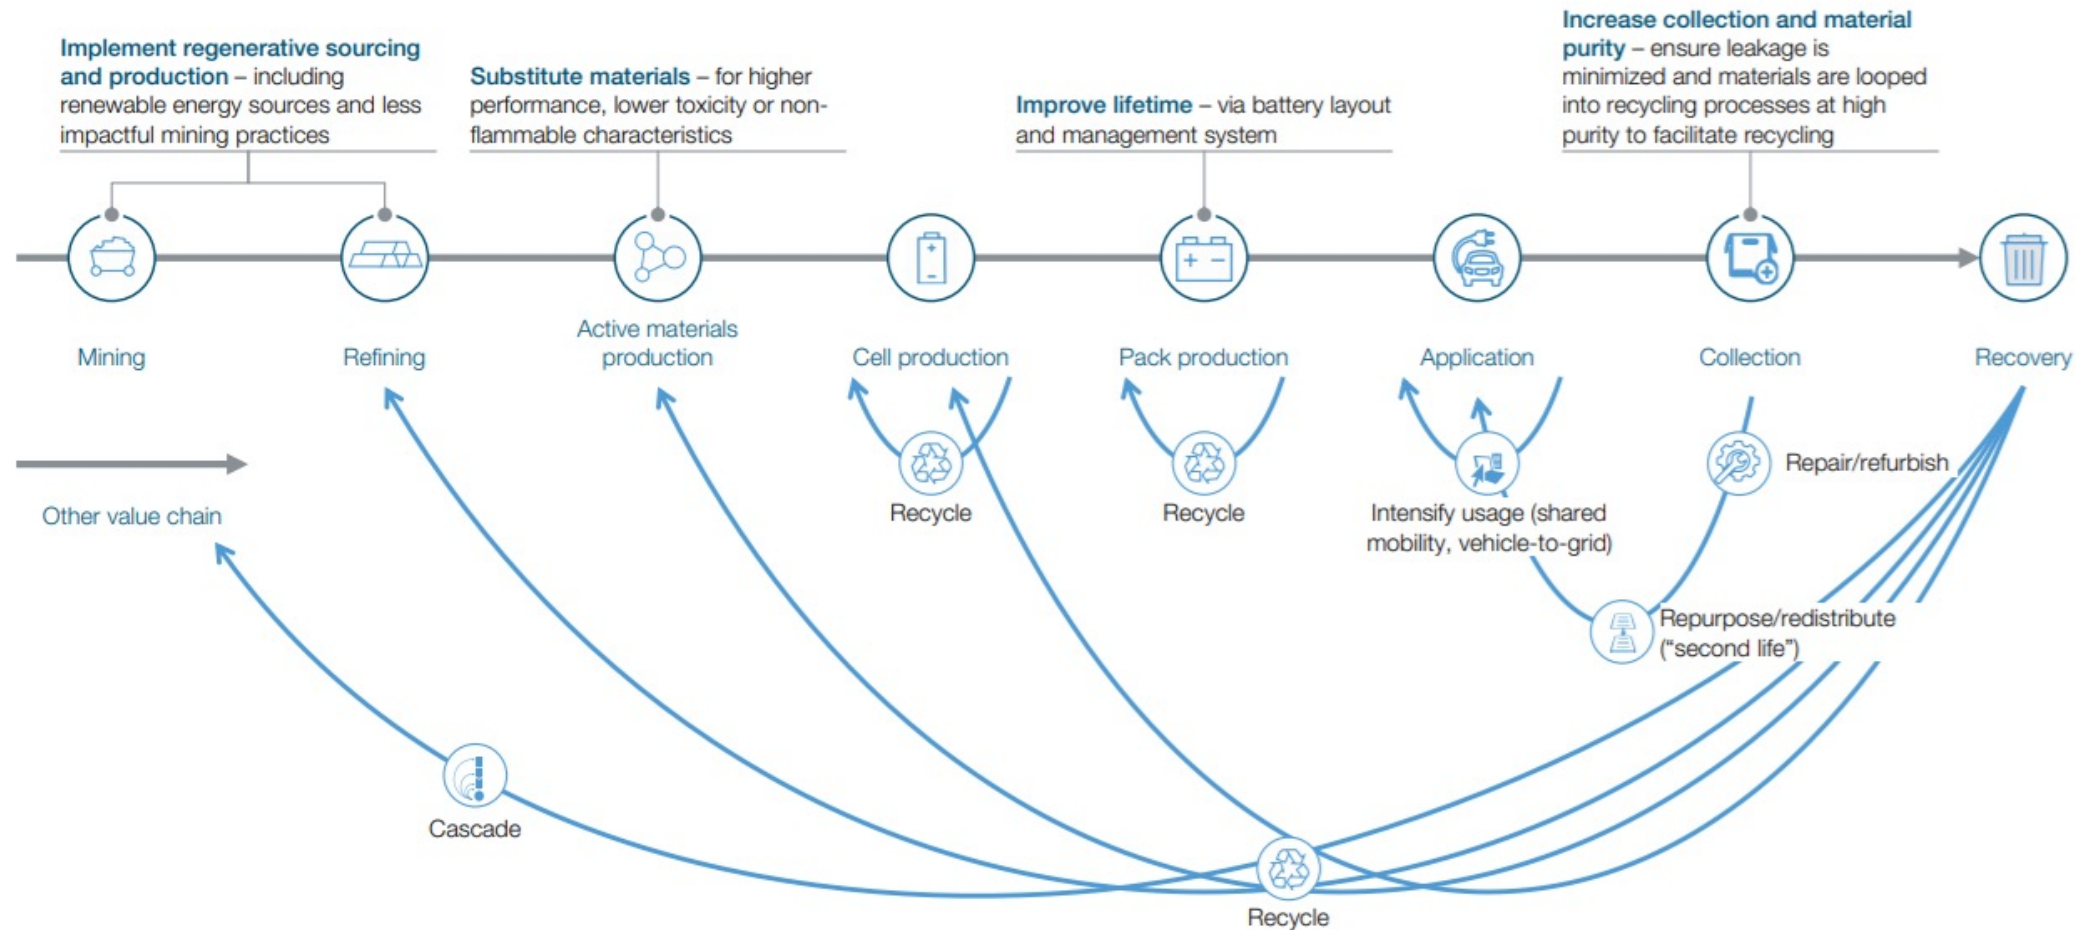 Implement regenerative sourcing
and production – including
renewable energy sources and less
impactful mining practices
Substitute materials – for higher
performance, lower toxicity or non-
flammable characteristics
Improve lifetime – via battery layout
and management system
Increase collection and material
purity – ensure leakage is
minimized and materials are looped
into recycling processes at high
purity to facilitate recycling
Mining
Refining
Active materials
production
Cell production
Pack production
Application
Collection
Recovery
Other value chain
Recycle
Recycle
Intensify usage (shared
mobility, vehicle-to-grid)
Repair/refurbish
Repurpose/redistribute
(“second life”)
Cascade
Recycle